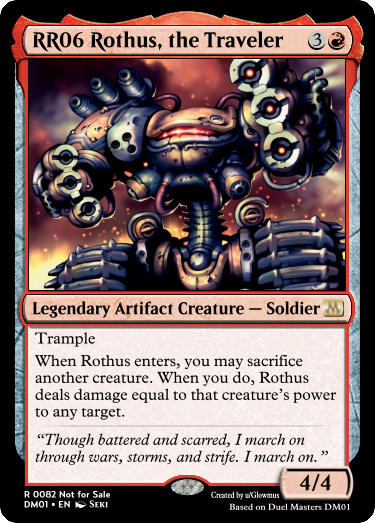 RR06 Rothus, the Traveler 3
Legendary Artifact Creature — Soldier
Trample
When Rothus enters, you may sacrifice
another creature. When you do, Rothus
deals damage equal to that creature's power
to any target.
“Though battered and scarred, I march on
through wars, storms, and strife. I march on.”
4/4
R 0082 Not for Sale
DM01 • EN Seki
Created by u/Glowmus
Based on Duel Masters DM01